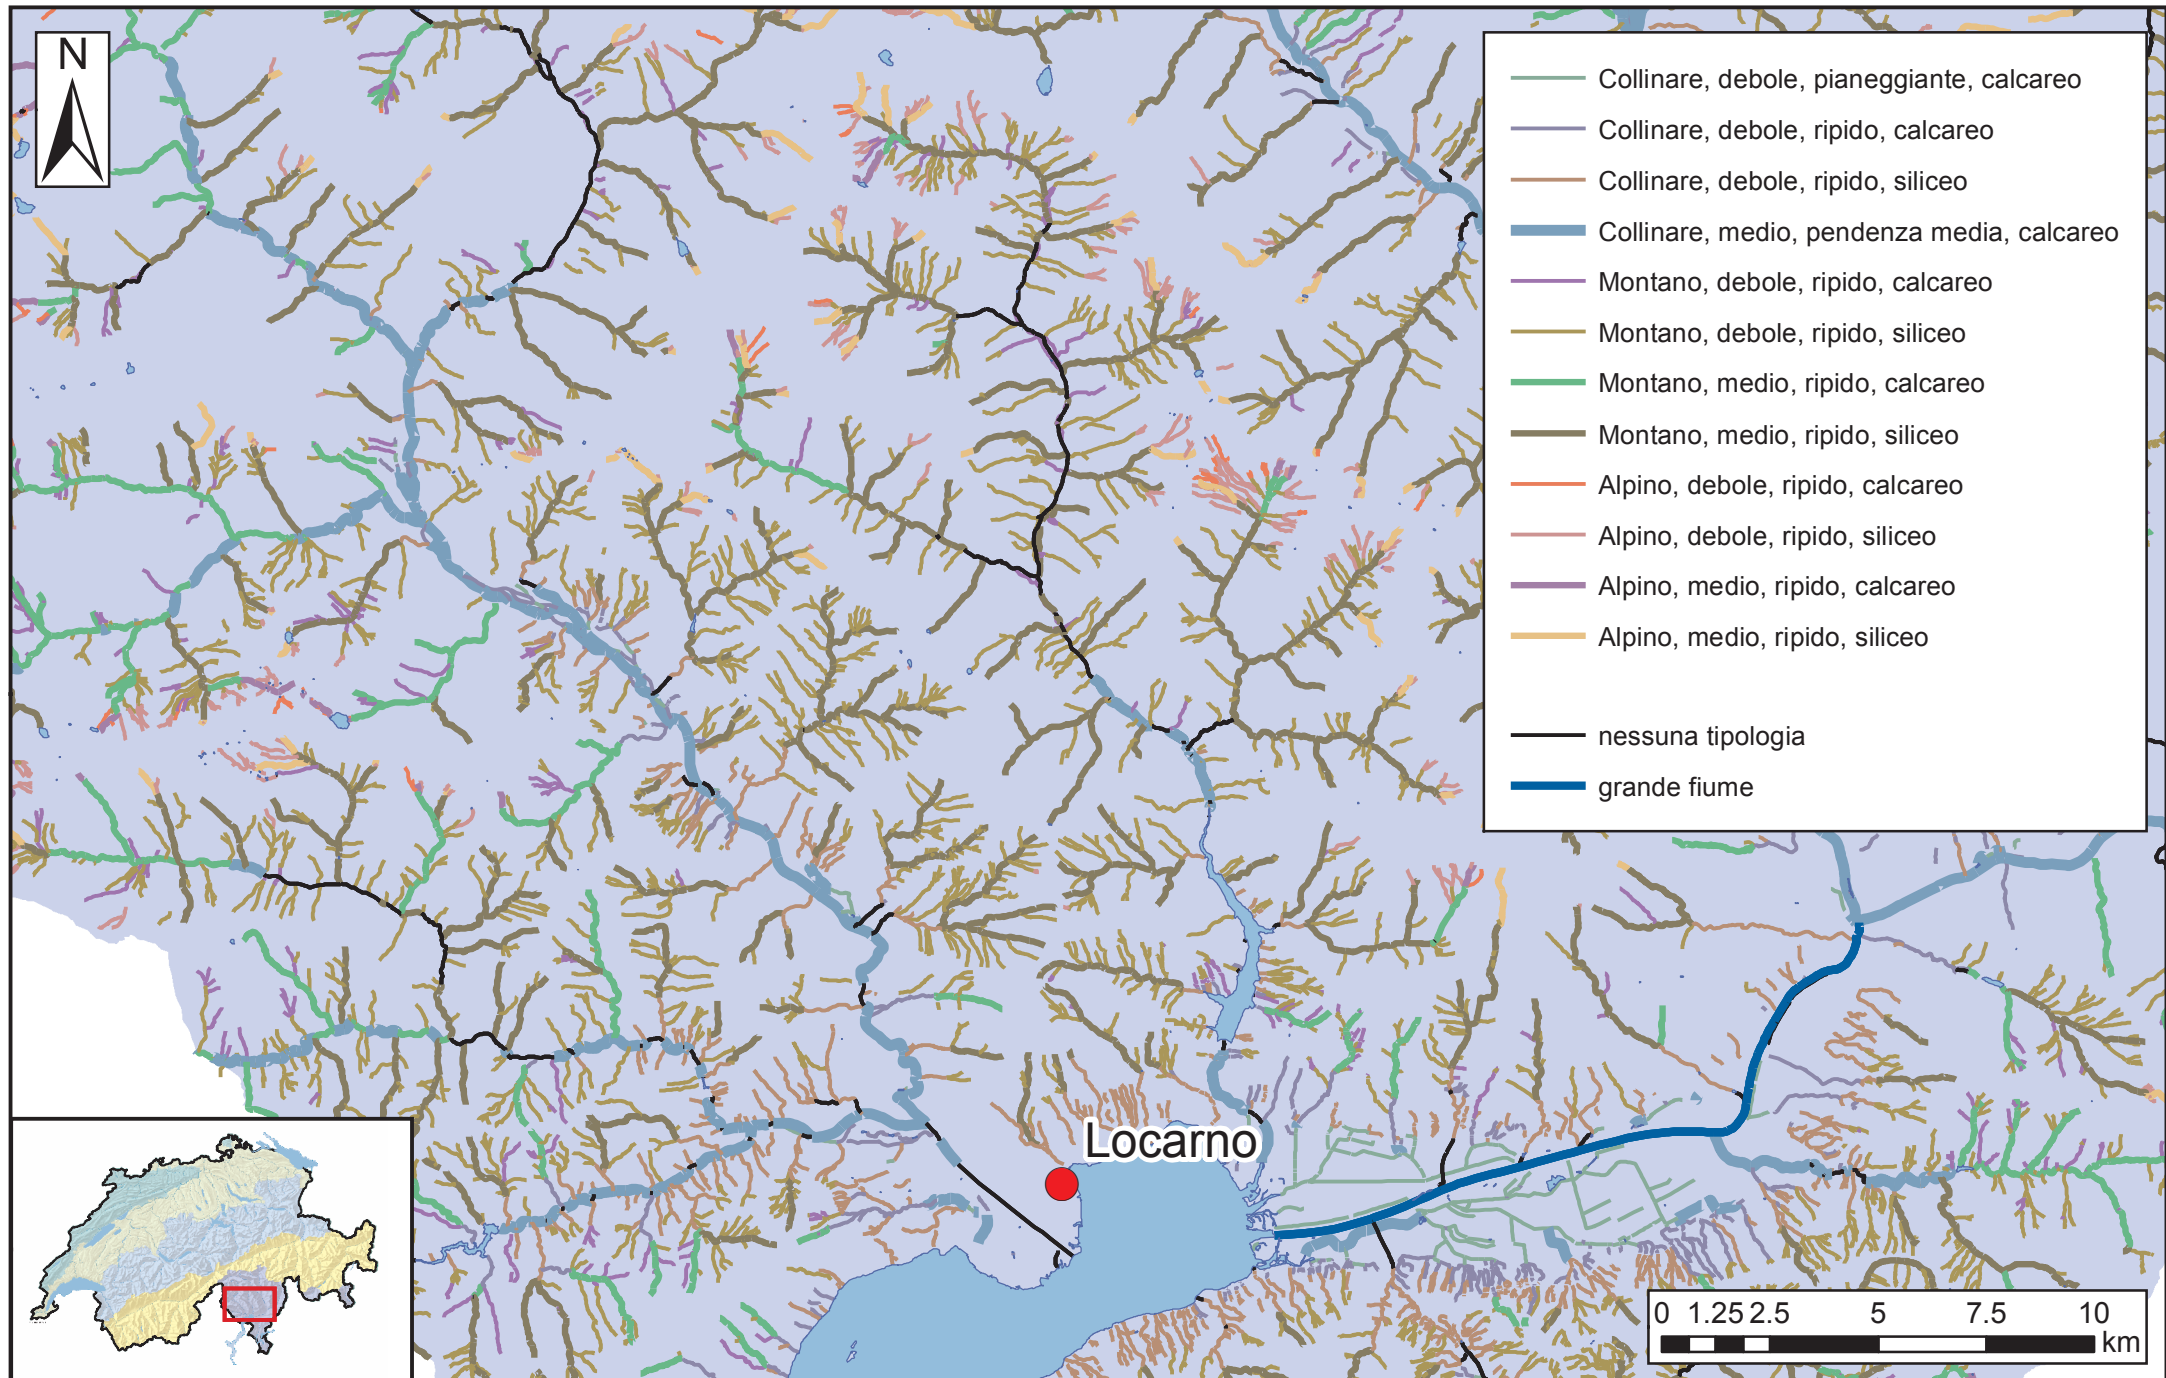 N
Collinare, debole, pianeggiante, calcareo
Collinare, debole, ripido, calcareo
Collinare, debole, ripido, siliceo
Collinare, medio, pendenza media, calcareo
Montano, debole, ripido, calcareo
Montano, debole, ripido, siliceo
Montano, medio, ripido, calcareo
Montano, medio, ripido, siliceo
Alpino, debole, ripido, calcareo
Alpino, debole, ripido, siliceo
Alpino, medio, ripido, calcareo
Alpino, medio, ripido, siliceo
nessuna tipologia
grande fiume
Locarno
0 1.25 2.5 5 7.5 10
km